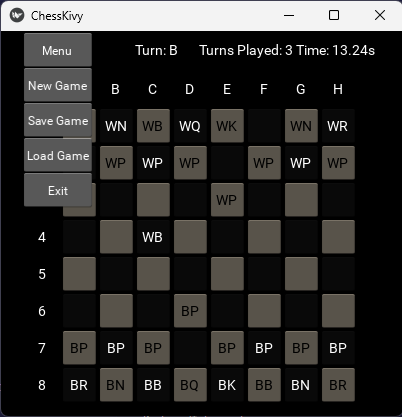 ChessKivy
Menu Turn: B Turns Played: 3 Time: 13.24s
New Game B C D E F G H
Save Game WN WB WQ WK WN WR
Load Game WP WP WP WP WP WP
Exit WP
4 WB
5
6 BP
7 BP BP BP BP BP BP BP
8 BR BN BB BQ BK BB BN BR